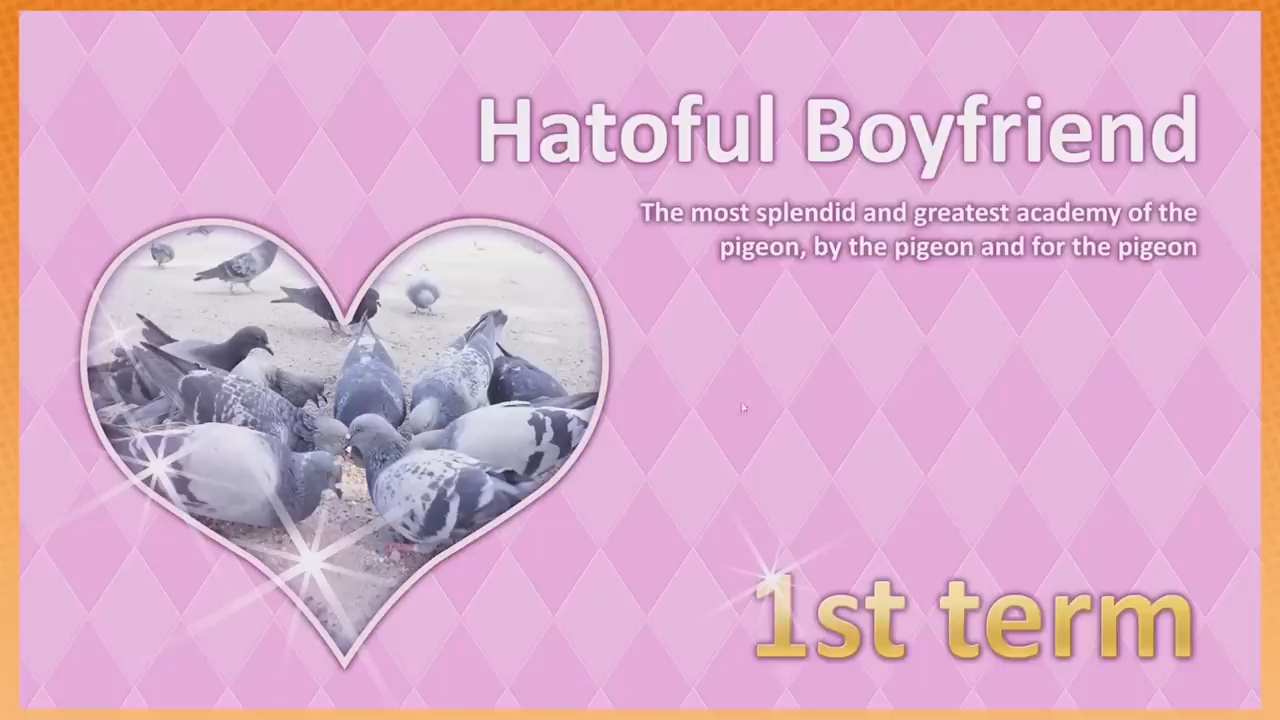 Hatoful Boyfriend
The most splendid and greatest academy of the
pigeon, by the pigeon and for the pigeon
1st term